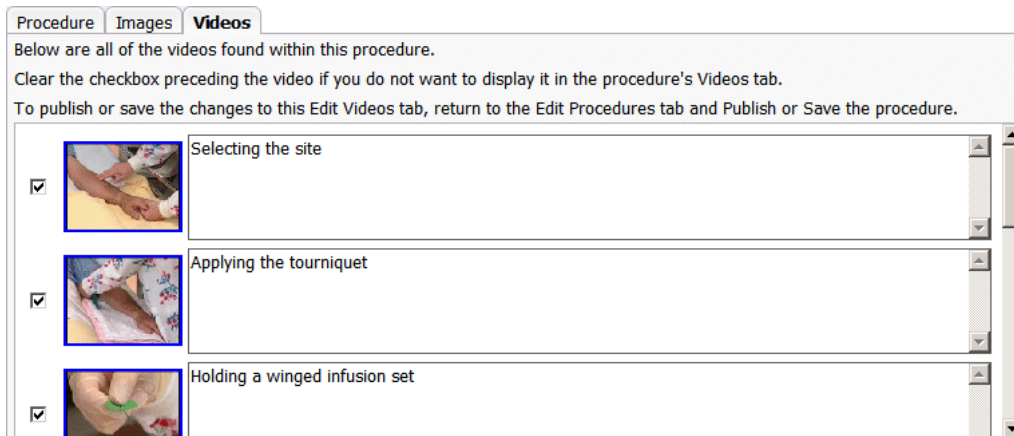 Procedure Images Videos
Below are all of the videos found within this procedure.
Clear the checkbox preceding the video if you do not want to display it in the procedure's Videos tab.
To publish or save the changes to this Edit Videos tab, return to the Edit Procedures tab and Publish or Save the procedure.
Selecting the site
Applying the tourniquet
Holding a winged infusion set